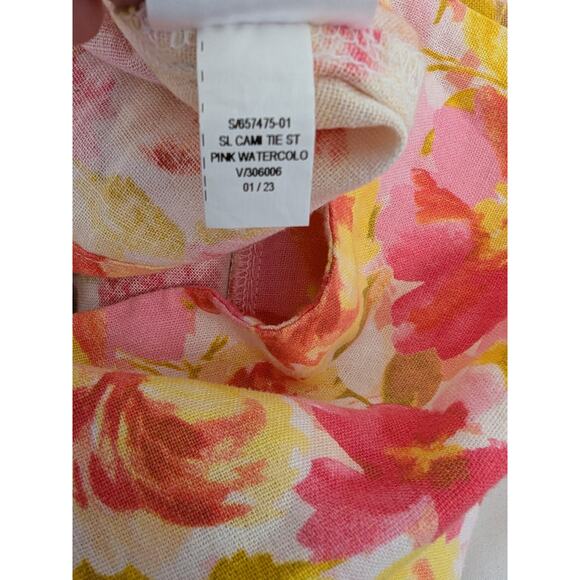 S/657475-01
SL CAMI TIE ST
PINK WATERCOLO
V/306006
01 / 23